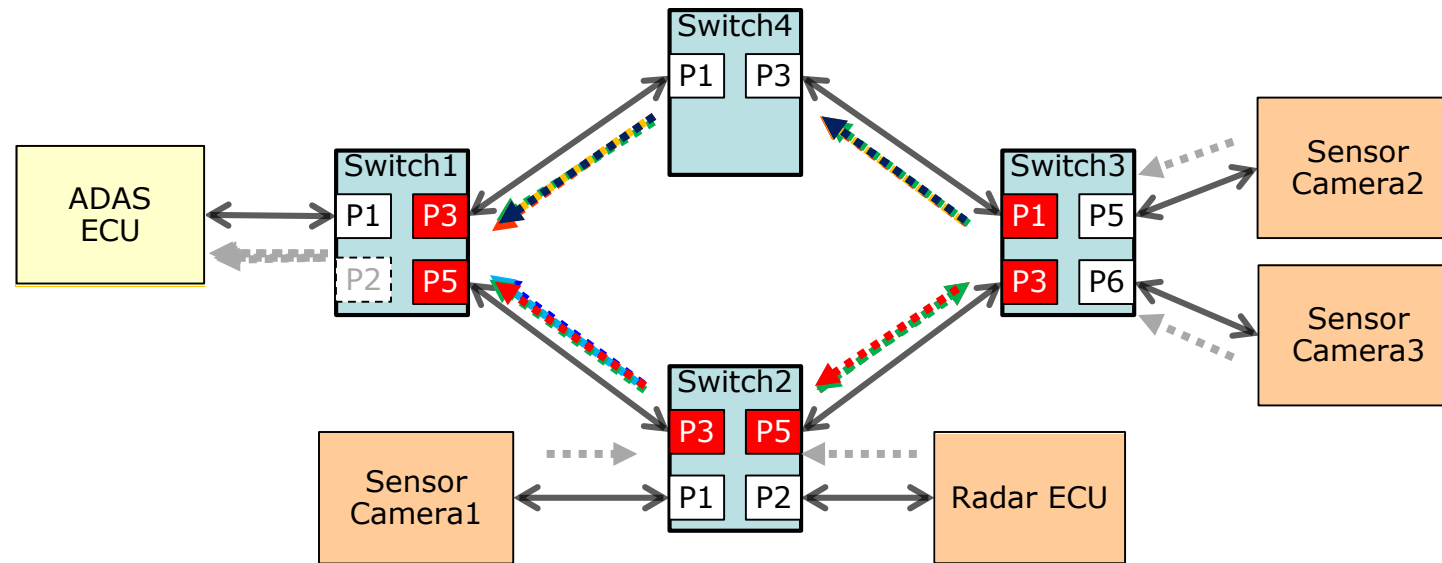 Switch4
P1 P3
Switch1
P1 P3
P2 P5
ADAS
ECU
Switch3
P1 P5
P3 P6
Sensor
Camera2
Sensor
Camera3
Switch2
P3 P5
P1 P2
Sensor
Camera1
Radar ECU